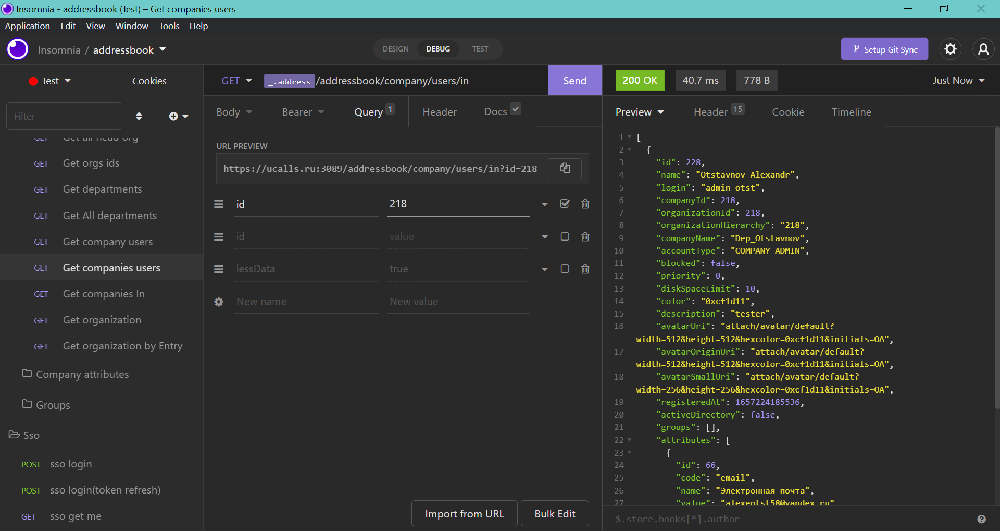 Insomnia - addressbook (Test) – Get companies users
Application Edit View Window Tools Help
Insomnia / addressbook
DESIGN DEBUG TEST
Setup Git Sync
Test
Cookies
GET _.address /addressbook/company/users/in
Send
200 OK 40.7 ms 778 B
Just Now
Filter
Body Bearer Query 1 Header Docs
Preview Header 15 Cookie Timeline
GET Get all head org
GET Get orgs ids
GET Get departments
GET Get All departments
GET Get company users
GET Get companies users
GET Get companies In
GET Get organization
GET Get organization by Entry
Company attributes
Groups
Sso
POST sso login
POST sso login(token refresh)
GET sso get me
URL PREVIEW
https://ucalls.ru:3089/addressbook/company/users/in?id=218
id 218
id value
lessData true
New name New value
Import from URL Bulk Edit
1 [
2 {
3 "id": 228,
4 "name": "Otstavnov Alexandr",
5 "login": "admin_otst",
6 "companyId": 218,
7 "organizationId": 218,
8 "organizationHierarchy": "218",
9 "companyName": "Dep_Otstavnov",
10 "accountType": "COMPANY_ADMIN",
11 "blocked": false,
12 "priority": 0,
13 "diskSpaceLimit": 10,
14 "color": "0xcf1d11",
15 "description": "tester",
16 "avatarUri": "attach/avatar/default?
width=512&height=512&hexcolor=0xcf1d11&initials=OA",
17 "avatarOriginUri": "attach/avatar/default?
width=512&height=512&hexcolor=0xcf1d11&initials=OA",
18 "avatarSmallUri": "attach/avatar/default?
width=256&height=256&hexcolor=0xcf1d11&initials=OA",
19 "registeredAt": 1657224185536,
20 "activeDirectory": false,
21 "groups": [],
22 "attributes": [
23 {
24 "id": 66,
25 "code": "email",
26 "name": "Электронная почта",
27 "value": "alexeotst58@yandex.ru"
$.store.books[*].author